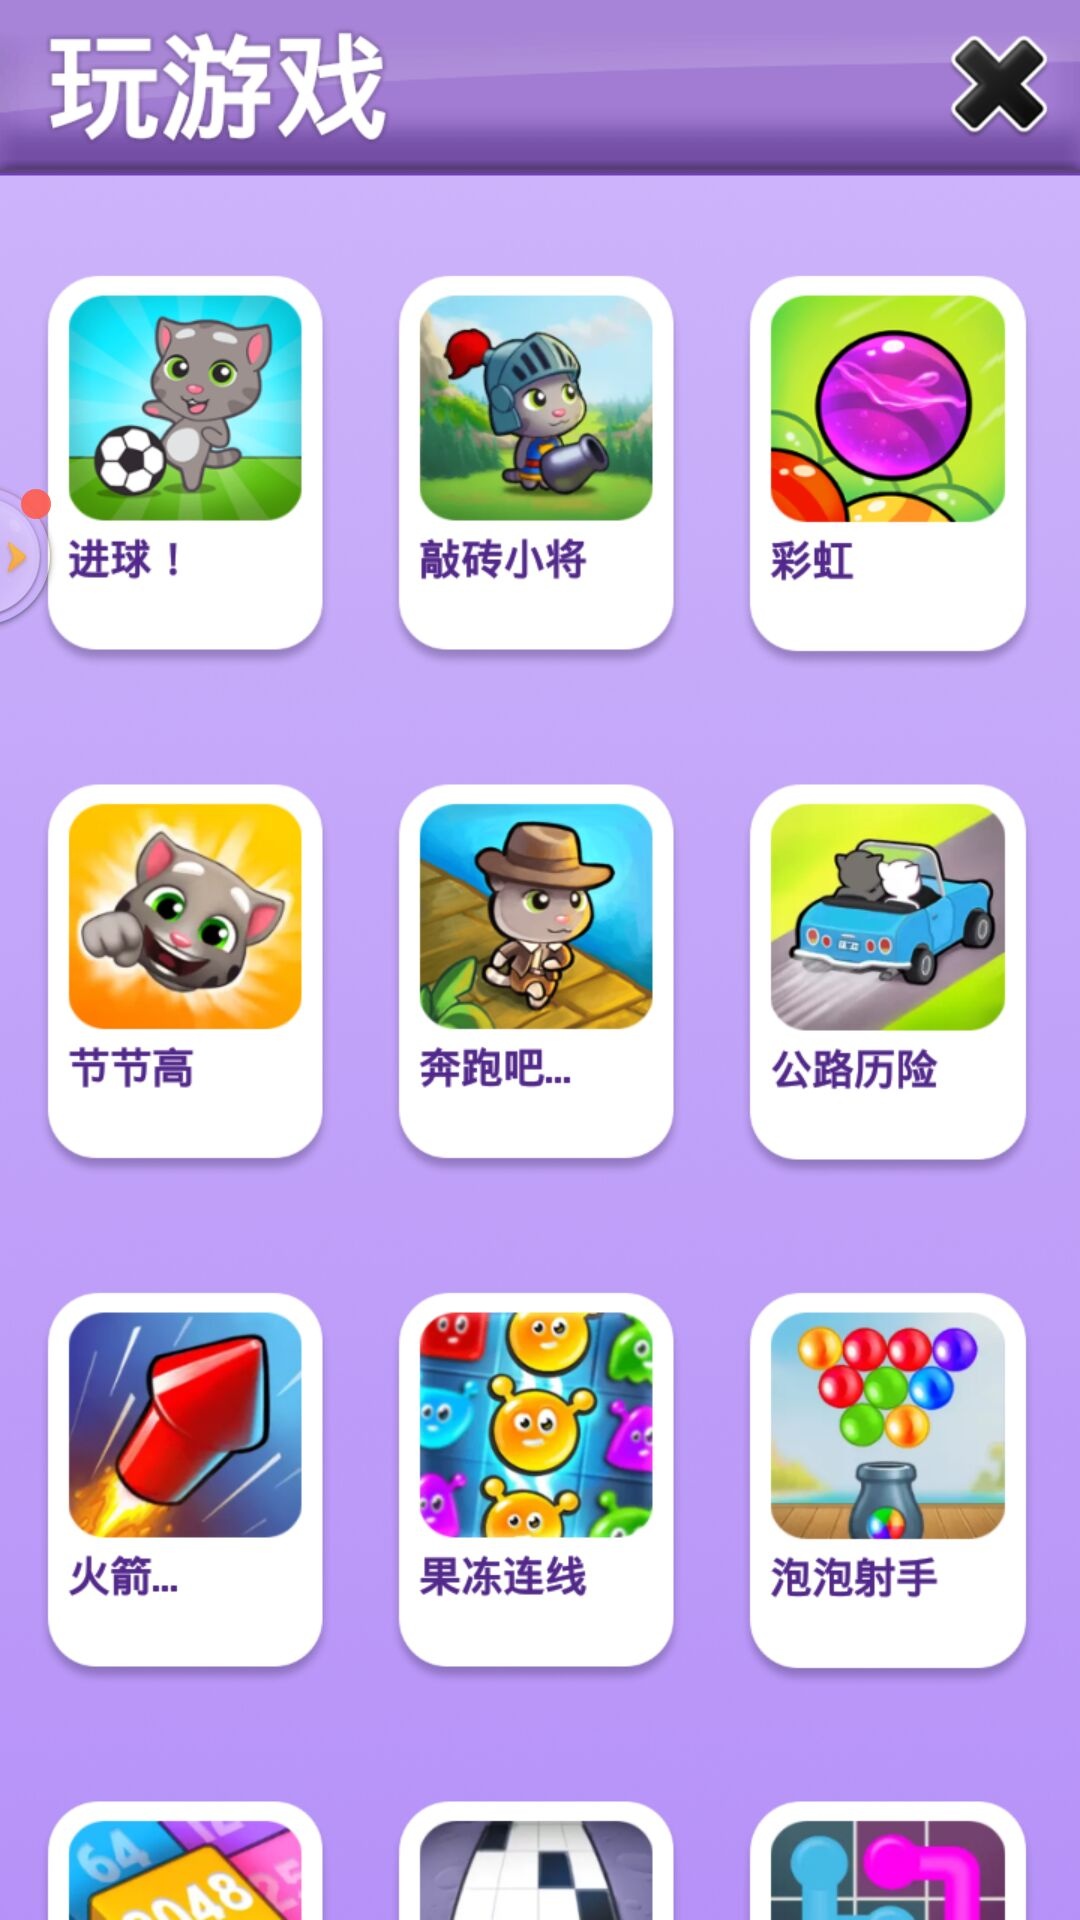 玩游戏
进球！
敲砖小将
彩虹
节节高
奔跑吧...
公路历险
火箭...
果冻连线
泡泡射手
64
2048